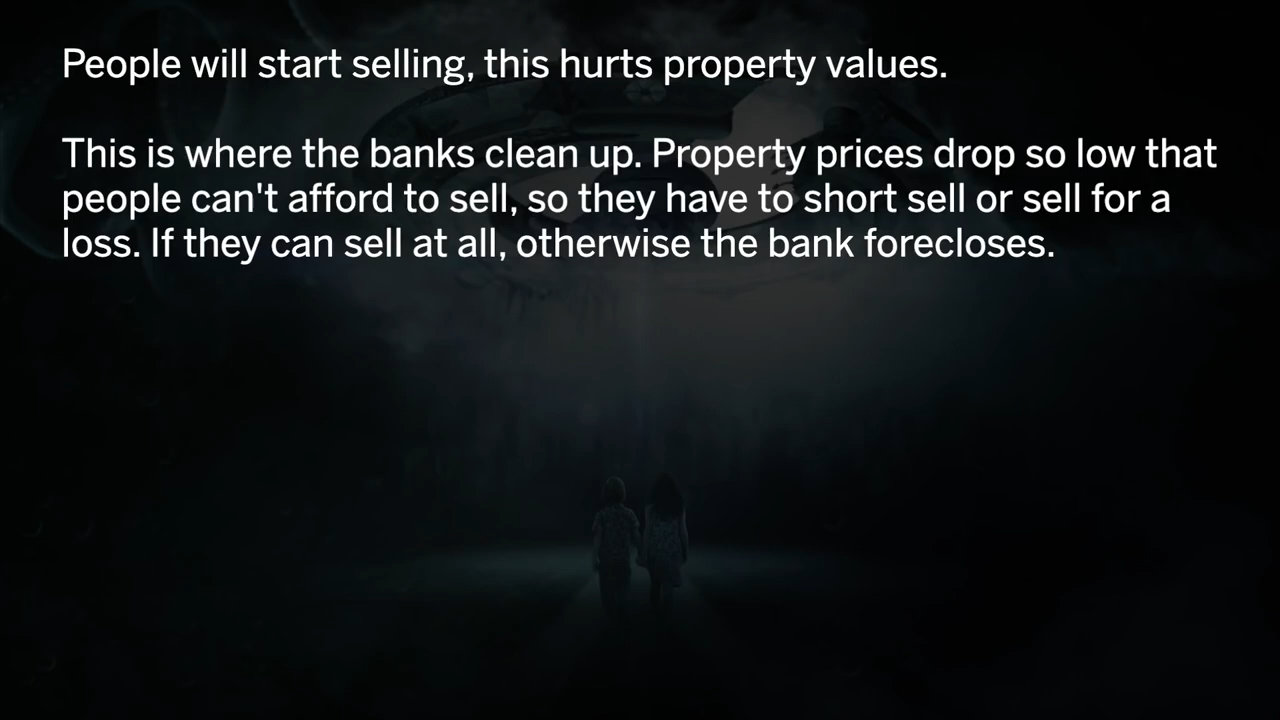 People will start selling, this hurts property values.
This is where the banks clean up. Property prices drop so low that
people can't afford to sell, so they have to short sell or sell for a
loss. If they can sell at all, otherwise the bank forecloses.